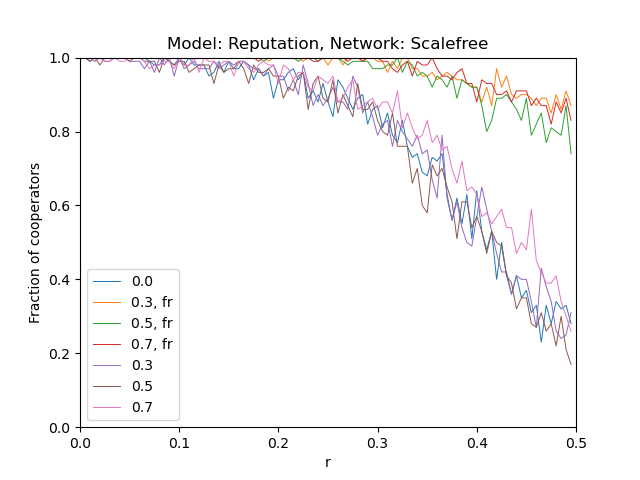 Model: Reputation, Network: Scalefree
Fraction of cooperators
1.0
0.8
0.6
0.4
0.2
0.0
0.0
0.3, fr
0.5, fr
0.7, fr
0.3
0.5
0.7
0.0 0.1 0.2 0.3 0.4 0.5
r